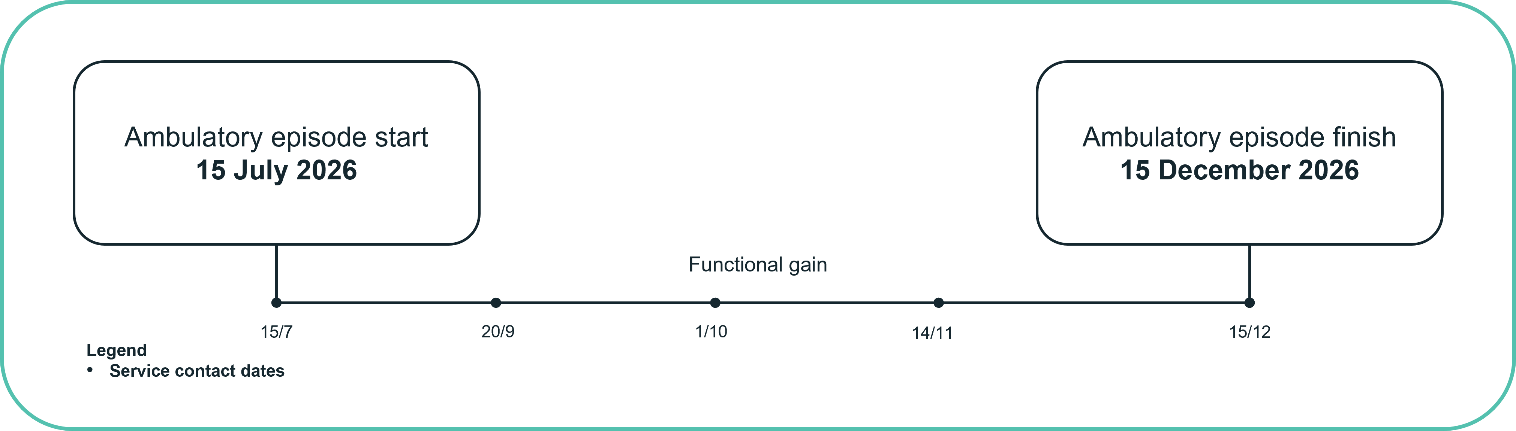 Ambulatory episode start
15 July 2026
Ambulatory episode finish
15 December 2026
Functional gain
15/7
20/9
1/10
14/11
15/12
Legend
• Service contact dates